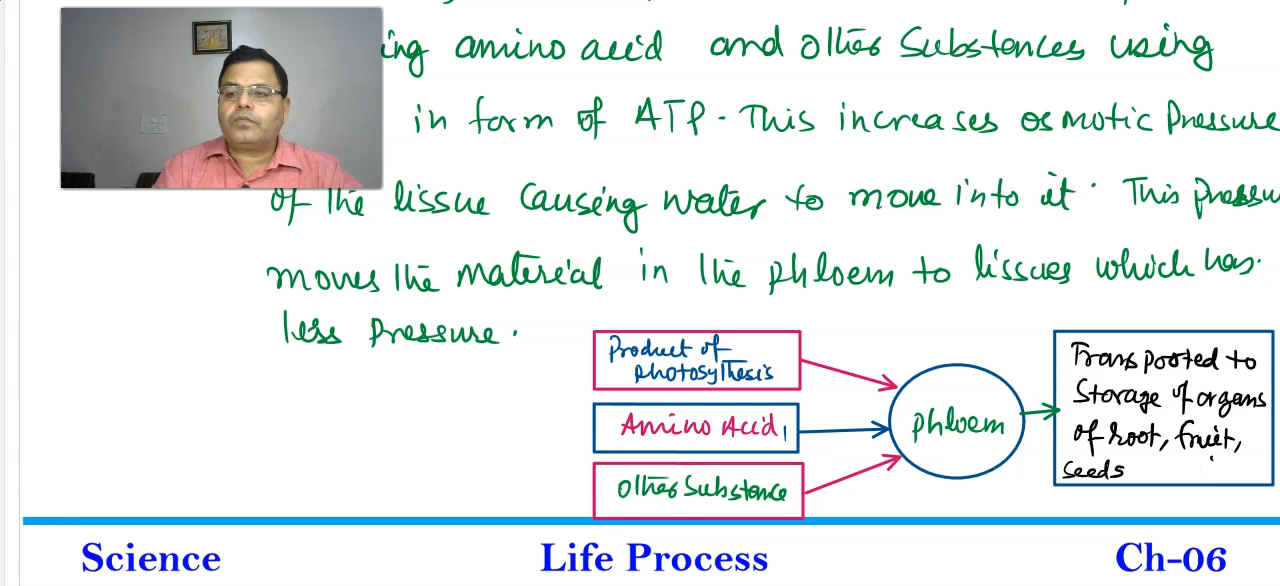 ing amino acid and other Substences using
in form of ATP. This increases osmotic Pressure
of the tissue causing water to move into it. This pressu
moves the material in the phloem to tissues which has.
less pressure.
Product of
photosythesis
Amino Acid,
other substance
phloem
Transported to
Storage of organs
of root, fruit,
seeds
Science Life Process Ch-06